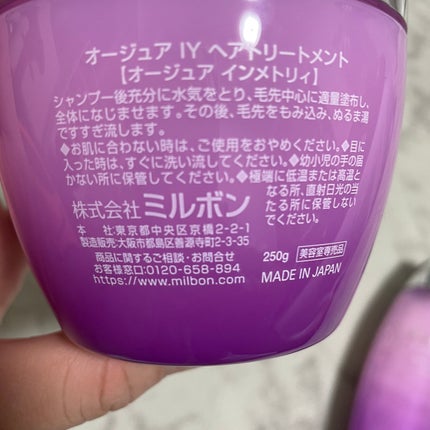 オージュア IY ヘアトリートメント
【オージュア インメトリィ】
シャンプー後充分に水気をとり、毛先中心に適量塗布し、
全体になじませます。その後、毛先をもみ込み、ぬるま湯
ですすぎ流します。
◆お肌に合わない時は、ご使用をおやめください。◆目に
入った時は、すぐに洗い流してください。◆幼小児の手の届
かない所に保管してください。◆極端に低温または高温と
なる所、直射日光の当
たる所には保管しない
でください。
株式会社 ミルボン
本 社:東京都中央区京橋2-2-1
製造販売:大阪市都島区善源寺町2-3-35
商品に関するご相談・お問合せ
お客様窓口:0120-658-894
https://www.milbon.com
250g 美容室専売品
MADE IN JAPAN